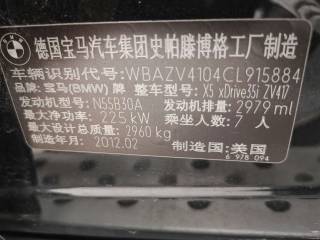 德国宝马汽车集团史帕滕博格工厂制造
车辆识别代号:WBAZV4104CL915884
品牌:宝马(BMW)牌 整车型号:X5 xDrive35i ZV417
发动机型号:N55B30A 发动机排量:2979 ml
最大净功率:225 kW 乘坐人数:7 人
最大允许总质量:2960 kg
制造年月:2012.02 制造国:美国
6 978 094